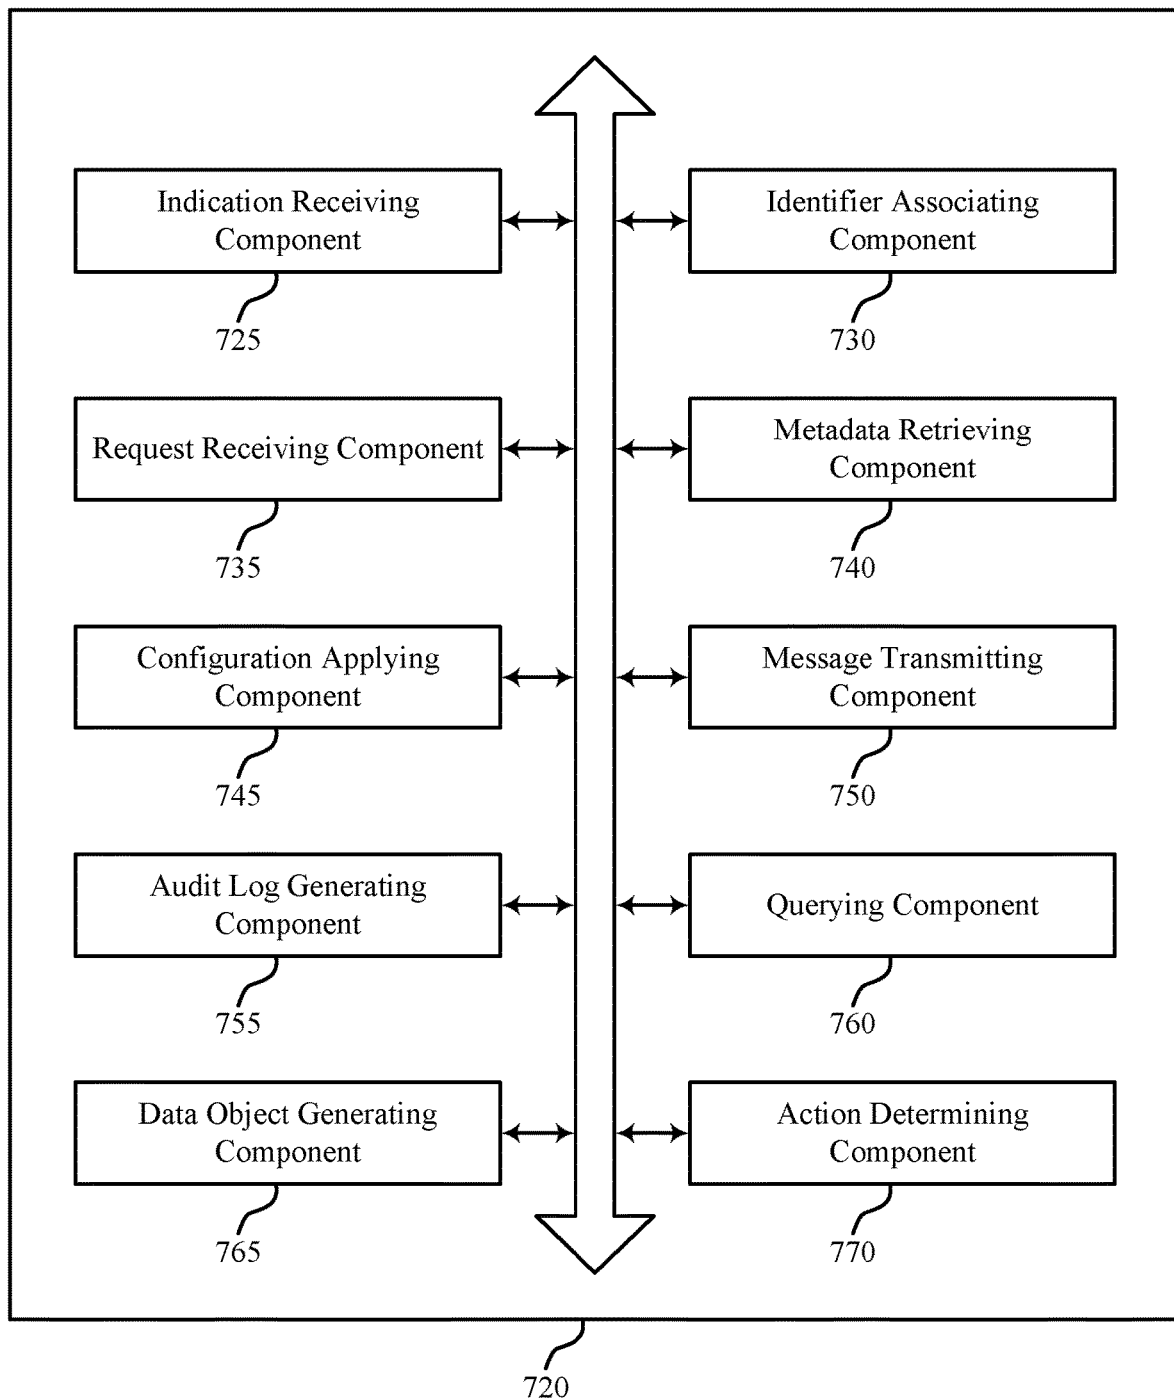 Indication Receiving
Component
725
Identifier Associating
Component
730
Request Receiving Component
735
Metadata Retrieving
Component
740
Configuration Applying
Component
745
Message Transmitting
Component
750
Audit Log Generating
Component
755
Querying Component
760
Data Object Generating
Component
765
Action Determining
Component
770
720